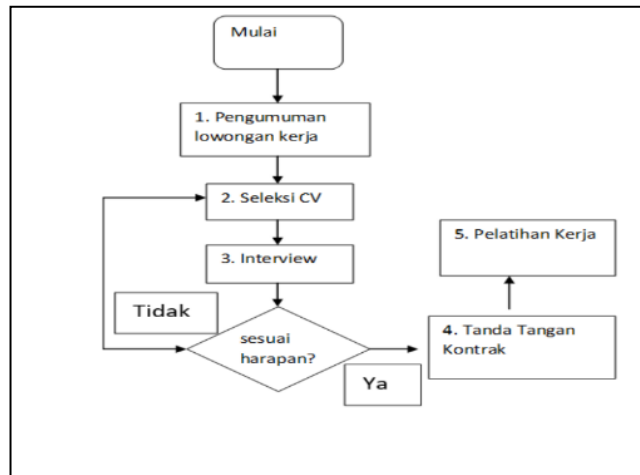 Mulai
1. Pengumuman
lowongan kerja
2. Seleksi CV
3. Interview
Tidak
sesuai
harapan?
Ya
4. Tanda Tangan
Kontrak
5. Pelatihan Kerja